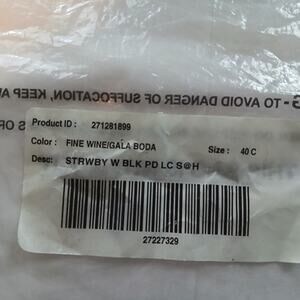 G - TO AVOID DANGER OF SUFFOCATION, KEEP
Product ID : 271281899
Color : FINE WINE/GALA BODA Size : 40 C
Desc: STRWBY W BLK PD LC S@H
27227329